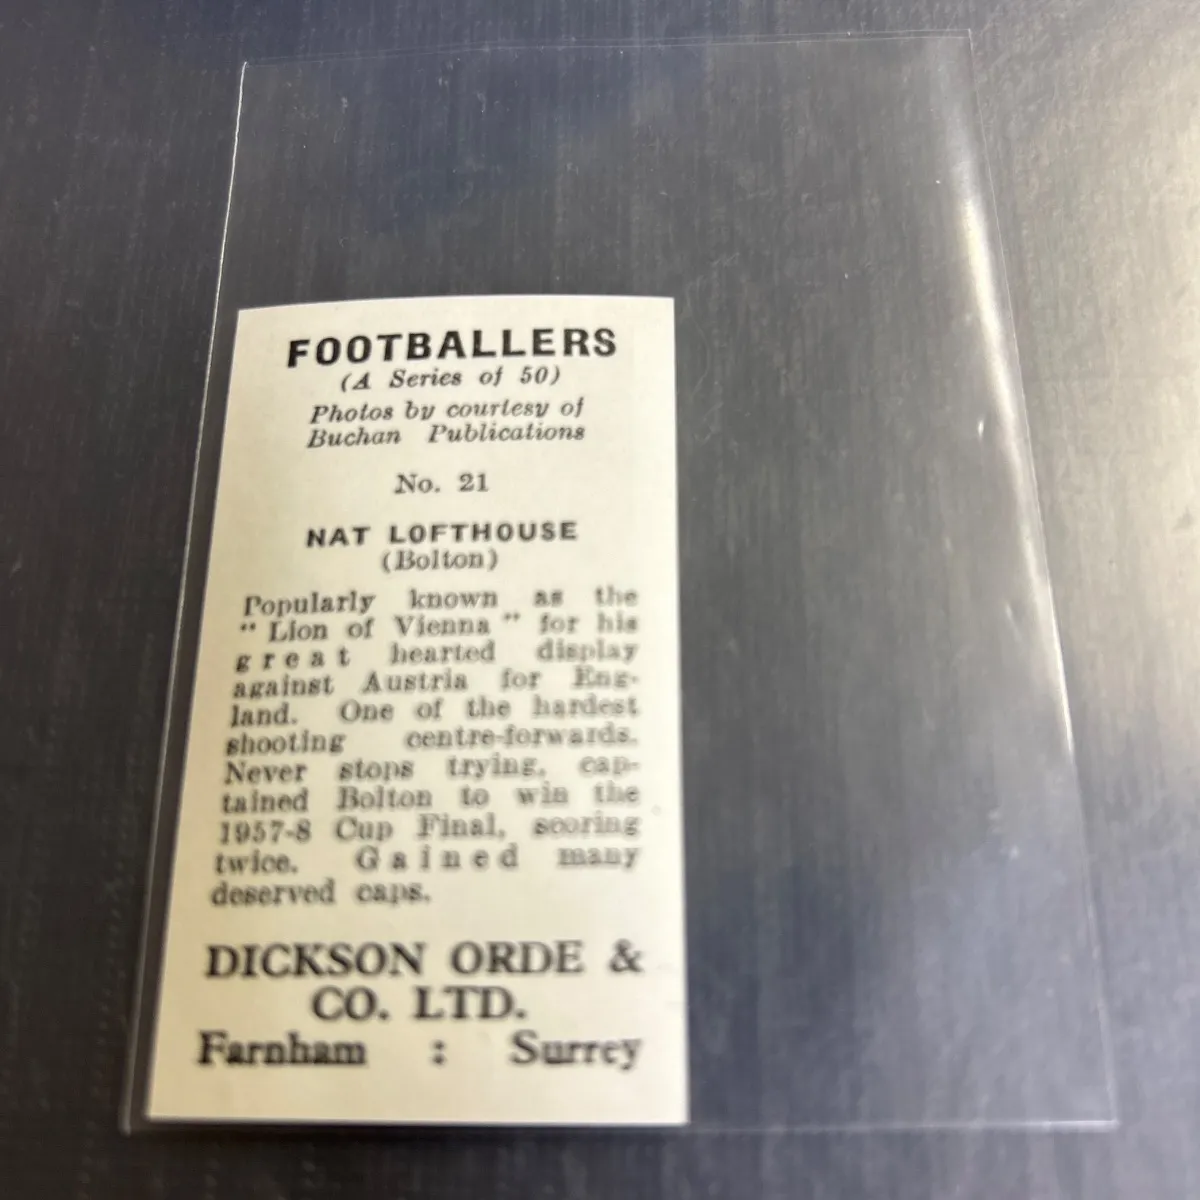 FOOTBALLERS
(A Series of 50)
Photos by courtesy of
Buchan Publications
No. 21
NAT LOFTHOUSE
(Bolton)
Popularly known as the
" Lion of Vienna " for his
great hearted display
against Austria for Eng-
land. One of the hardest
shooting centre-forwards.
Never stops trying, cap-
tained Bolton to win the
1957-8 Cup Final, scoring
twice. Gained many
deserved caps.
DICKSON ORDE &
CO. LTD.
Farnham : Surrey